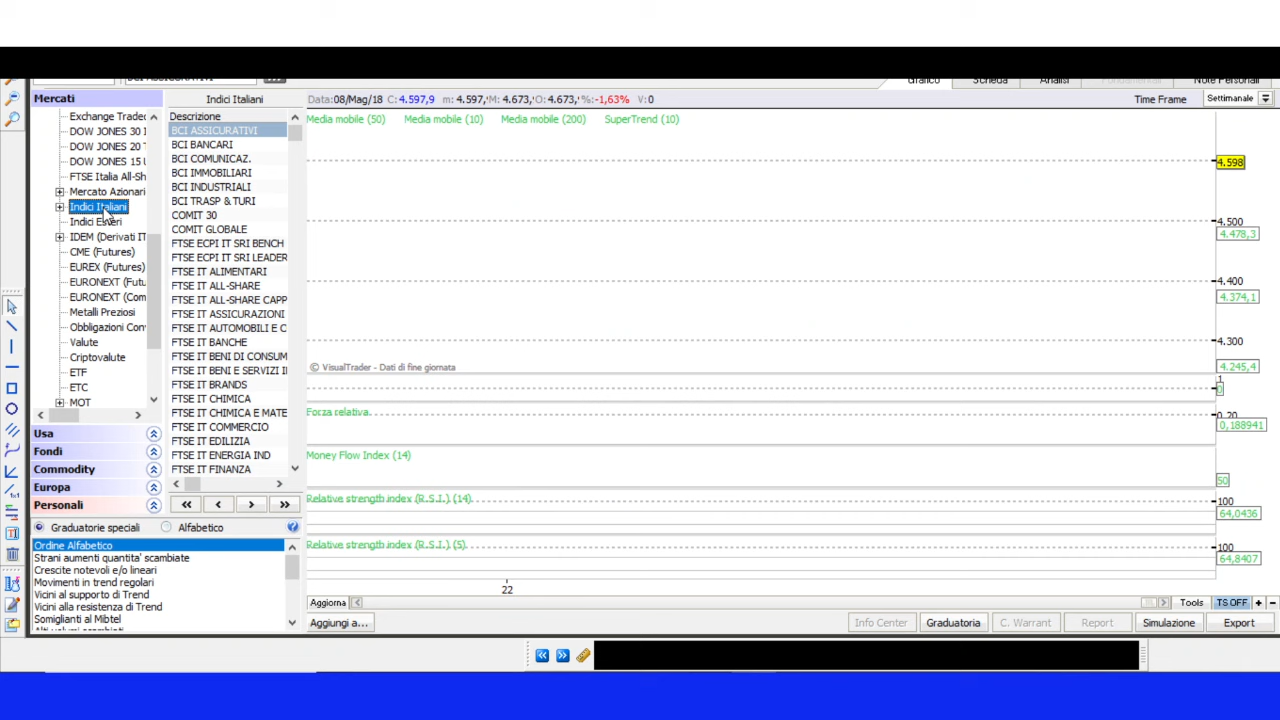 Grafico Scheda Analisi Note Personali
Mercati
Indici Italiani
Data:08/Mag/18 C: 4.597,9 m: 4.597,'M: 4.673,'O: 4.673,'%:-1,63% V:0
Time Frame Settimanale
Exchange Traded
DOW JONES 30 I
DOW JONES 20 T
DOW JONES 15 U
FTSE Italia All-Sh
Mercato Azionari
Indici Italiani
Indici Esteri
IDEM (Derivati IT
CME (Futures)
EUREX (Futures)
EURONEXT (Futu
EURONEXT (Com
Metalli Preziosi
Obbligazioni Con
Valute
Criptovalute
ETF
ETC
MOT
Usa
Fondi
Commodity
Europa
Personali
Graduatorie speciali Alfabetico
Ordine Alfabetico
Strani aumenti quantita' scambiate
Crescite notevoli e/o lineari
Movimenti in trend regolari
Vicini al supporto di Trend
Vicini alla resistenza di Trend
Somiglianti al Mibtel
Descrizione
BCI ASSICURATIVI
BCI BANCARI
BCI COMUNICAZ.
BCI IMMOBILIARI
BCI INDUSTRIALI
BCI TRASP & TURI
COMIT 30
COMIT GLOBALE
FTSE ECPI IT SRI BENCH
FTSE ECPI IT SRI LEADER
FTSE IT ALIMENTARI
FTSE IT ALL-SHARE
FTSE IT ALL-SHARE CAPP
FTSE IT ASSICURAZIONI
FTSE IT AUTOMOBILI E C
FTSE IT BANCHE
FTSE IT BENI DI CONSUM
FTSE IT BENI E SERVIZI I
FTSE IT BRANDS
FTSE IT CHIMICA
FTSE IT CHIMICA E MATE
FTSE IT COMMERCIO
FTSE IT EDILIZIA
FTSE IT ENERGIA IND
FTSE IT FINANZA
Media mobile (50) Media mobile (10) Media mobile (200) SuperTrend (10)
4.598
4.500
4.478,3
4.400
4.374,1
4.300
4.245,4
© VisualTrader - Dati di fine giornata
1
0
Forza relativa.
0,20
0,188941
Money Flow Index (14)
50
Relative strength index (R.S.I.) (14)
100
64,0436
Relative strength index (R.S.I.) (5)
100
64,8407
22
Aggiorna Tools TS OFF + -
Aggiungi a... Info Center Graduatoria C. Warrant Report Simulazione Export